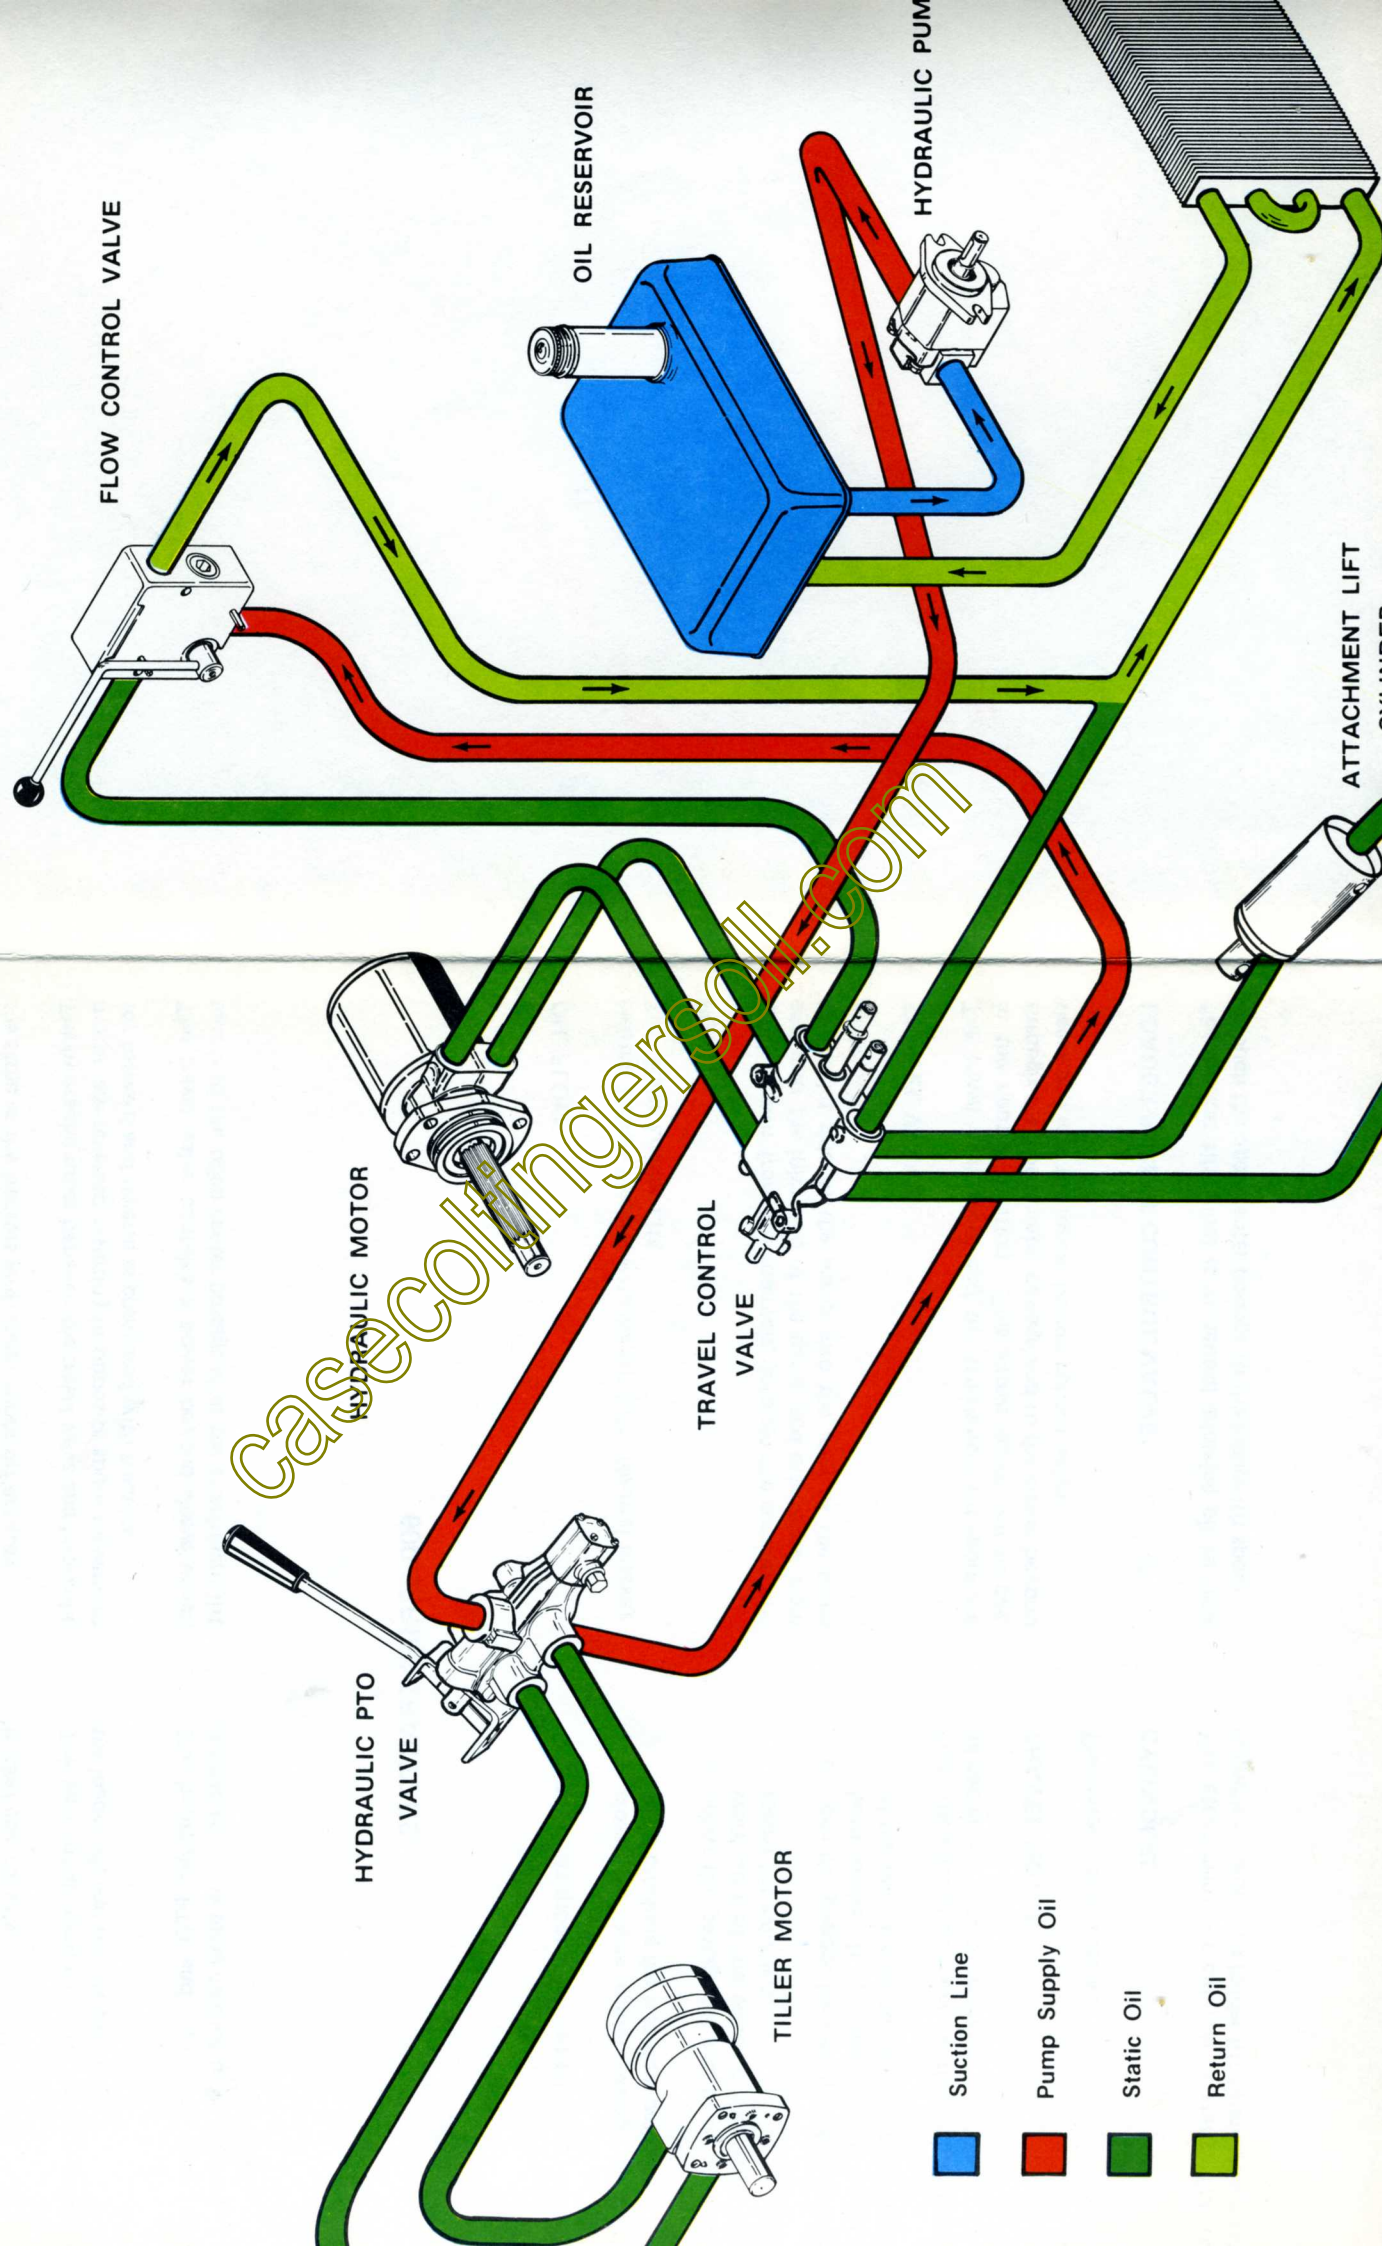 FLOW CONTROL VALVE
OIL RESERVOIR
HYDRAULIC PUM
ATTACHMENT LIFT
HYDRAULIC MOTOR
TRAVEL CONTROL
VALVE
HYDRAULIC PTO
VALVE
TILLER MOTOR
Suction Line
Pump Supply Oil
Static Oil
Return Oil
casecoltingersoll.com